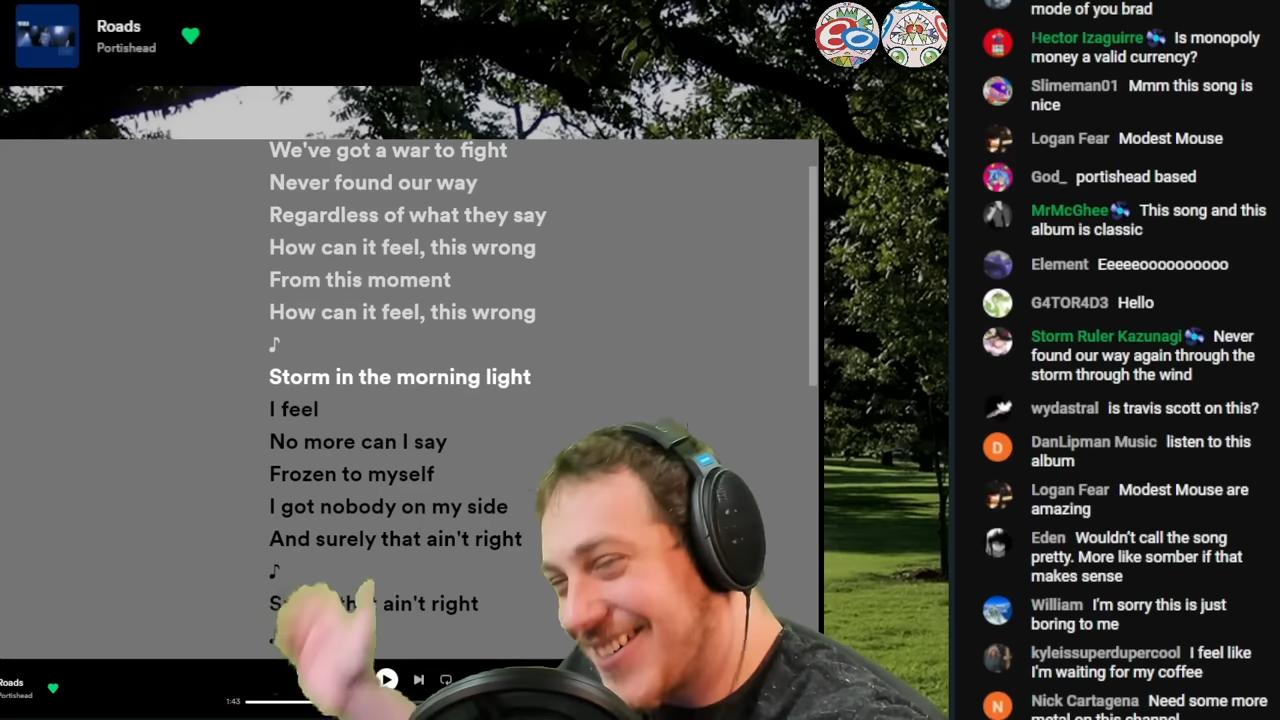 Roads
Portishead
We've got a war to fight
Never found our way
Regardless of what they say
How can it feel, this wrong
From this moment
How can it feel, this wrong
♪
Storm in the morning light
I feel
No more can I say
Frozen to myself
I got nobody on my side
And surely that ain't right
♪
ain't right
Roads
Portishead
1:43
mode of you brad
Hector Izaguirre Is monopoly
money a valid currency?
Slimeman01 Mmm this song is
nice
Logan Fear Modest Mouse
God_ portishead based
MrMcGhee This song and this
album is classic
Element Eeeeeoooooooooo
G4TOR4D3 Hello
Storm Ruler Kazunagi Never
found our way again through the
storm through the wind
wydastral is travis scott on this?
D
DanLipman Music listen to this
album
Logan Fear Modest Mouse are
amazing
Eden Wouldn't call the song
pretty. More like somber if that
makes sense
William I'm sorry this is just
boring to me
kyleissuperdupercool I feel like
I'm waiting for my coffee
N
Nick Cartagena Need some more
metal on this channel